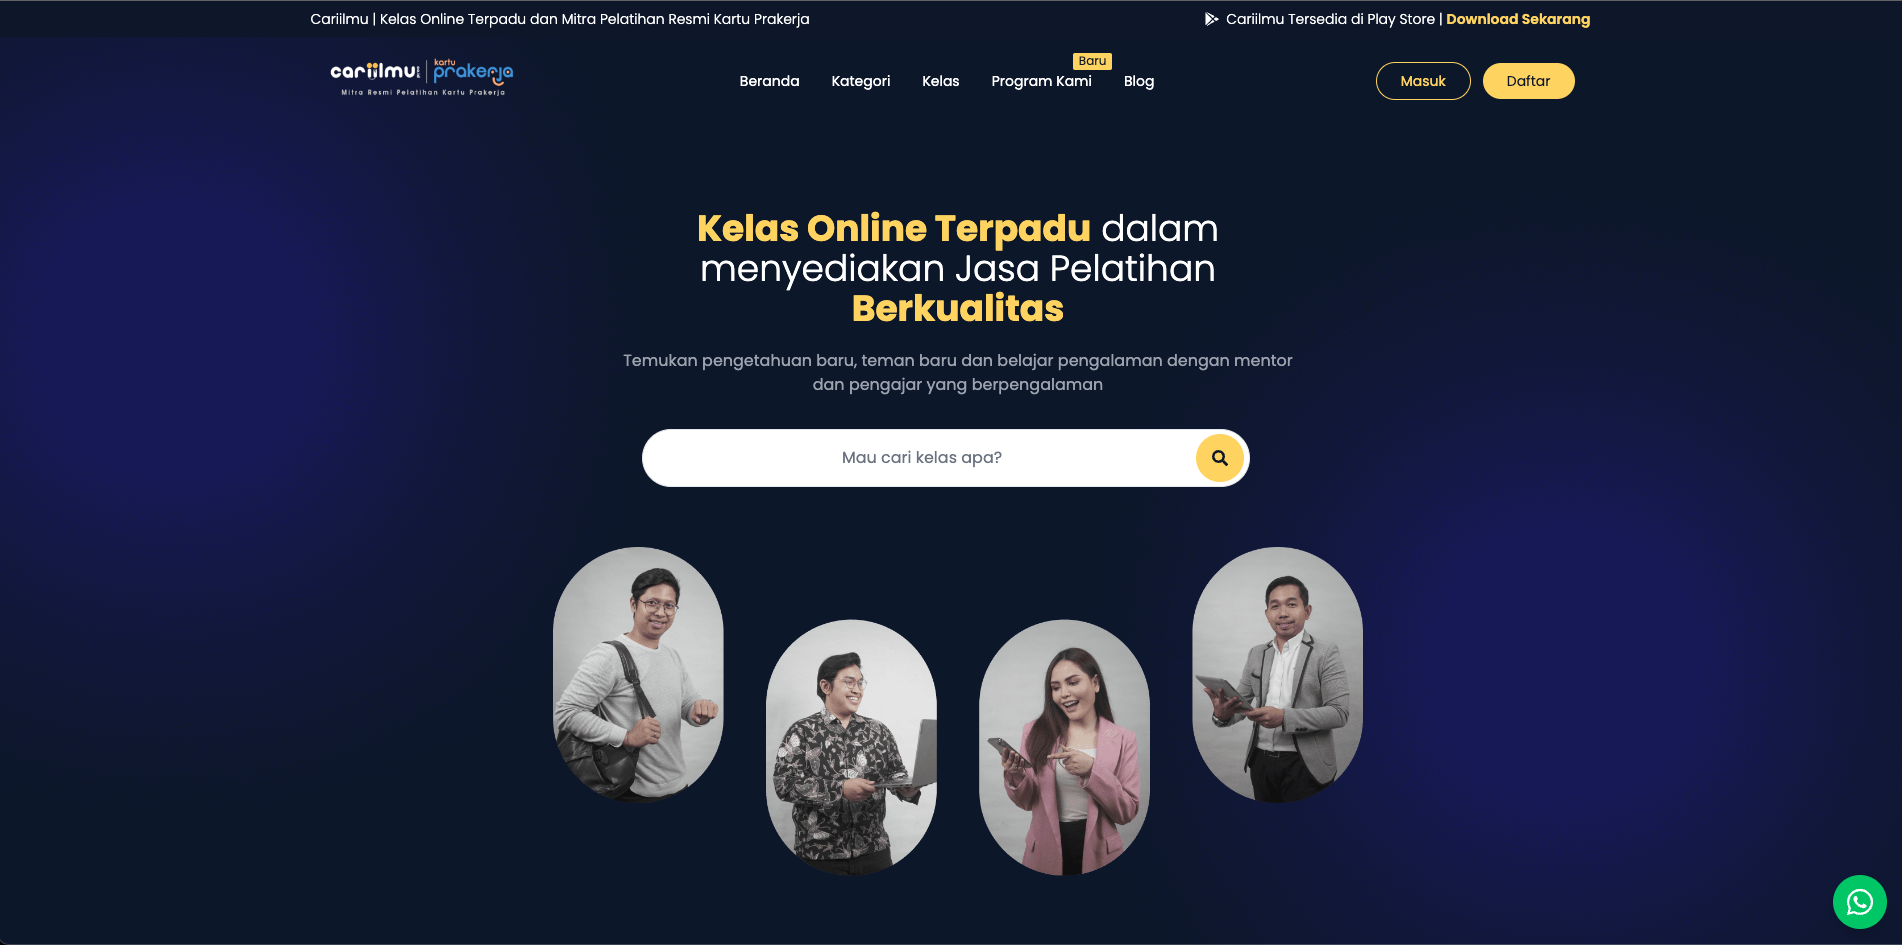 Cariilmu | Kelas Online Terpadu dan Mitra Pelatihan Resmi Kartu Prakerja
Cariilmu Tersedia di Play Store | Download Sekarang
cariilmu
kartu
prakerja
Mitra Resmi Pelatihan Kartu Prakerja
Beranda
Kategori
Kelas
Program Kami
Baru
Blog
Masuk
Daftar
Kelas Online Terpadu dalam
menyediakan Jasa Pelatihan
Berkualitas
Temukan pengetahuan baru, teman baru dan belajar pengalaman dengan mentor
dan pengajar yang berpengalaman
Mau cari kelas apa?